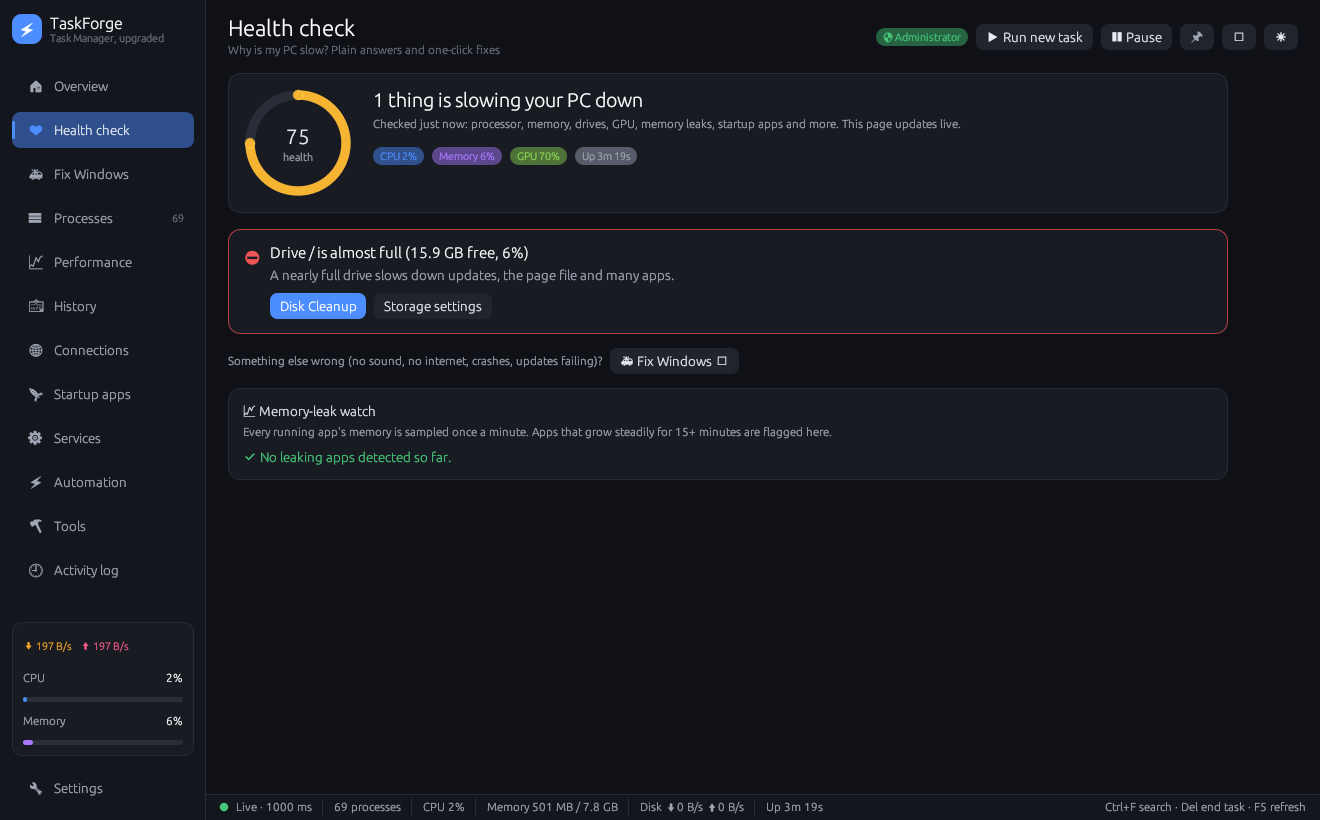 TaskForge
Task Manager, upgraded
Overview
Health check
Fix Windows
Processes 69
Performance
History
Connections
Startup apps
Services
Automation
Tools
Activity log
197 B/s 197 B/s
CPU 2%
Memory 6%
Settings
Health check
Why is my PC slow? Plain answers and one-click fixes
Administrator
Run new task
Pause
75
health
1 thing is slowing your PC down
Checked just now: processor, memory, drives, GPU, memory leaks, startup apps and more. This page updates live.
CPU 2% Memory 6% GPU 70% Up 3m 19s
Drive / is almost full (15.9 GB free, 6%)
A nearly full drive slows down updates, the page file and many apps.
Disk Cleanup Storage settings
Something else wrong (no sound, no internet, crashes, updates failing)? Fix Windows
Memory-leak watch
Every running app's memory is sampled once a minute. Apps that grow steadily for 15+ minutes are flagged here.
No leaking apps detected so far.
Live · 1000 ms 69 processes CPU 2% Memory 501 MB / 7.8 GB Disk 0 B/s 0 B/s Up 3m 19s Ctrl+F search · Del end task · F5 refresh